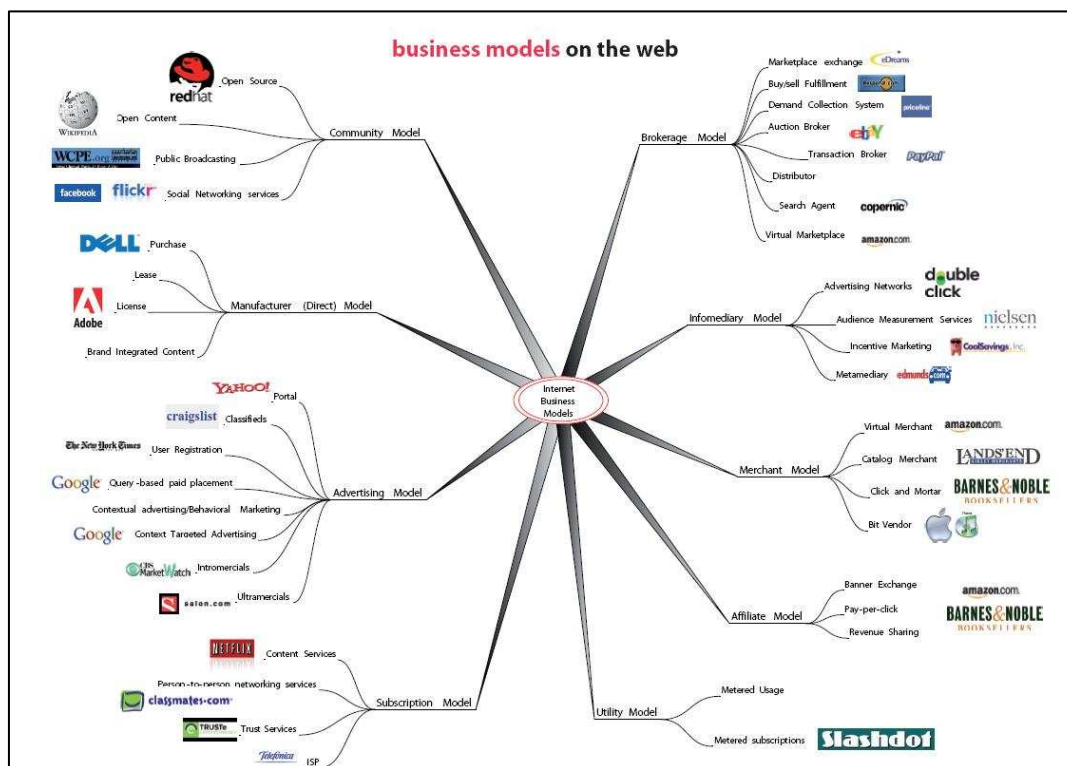 business models on the web
redhat
Open Source
WIKIPEDIA
Open Content
WCPE.org
Public Broadcasting
facebook
flickr
Social Networking services
Community Model
DELL
Purchase
Lease
Adobe
License
Brand Integrated Content
Manufacturer (Direct) Model
YAHOO!
Portal
craigslist
Classifieds
The New York Times
User Registration
Google
Query-based paid placement
Contextual advertising/Behavioral Marketing
Google
Context Targeted Advertising
CBS
MarketWatch
Intromercials
salon.com
Ultramercials
Advertising Model
NETFLIX
Content Services
Person-to-person networking services
classmates.com
TRUSTe
Trust Services
Telefónica
ISP
Subscription Model
Internet
Business
Models
Brokerage Model
Marketplace exchange
eDreams
Buy/sell Fulfillment
Demand Collection System
priceline
Auction Broker
ebay
Transaction Broker
PayPal
Distributor
Search Agent
copernic
Virtual Marketplace
amazon.com
Infomediary Model
Advertising Networks
double
click
Audience Measurement Services
nielsen
Incentive Marketing
CoolSavings, Inc.
Metamediary
edmunds.com
Merchant Model
Virtual Merchant
amazon.com
Catalog Merchant
LANDS' END
Click and Mortar
BARNES&NOBLE
BOOKSELLERS
Bit Vendor
Affiliate Model
Banner Exchange
amazon.com
Pay-per-click
BARNES&NOBLE
BOOKSELLERS
Revenue Sharing
Utility Model
Metered Usage
Metered subscriptions
Slashdot